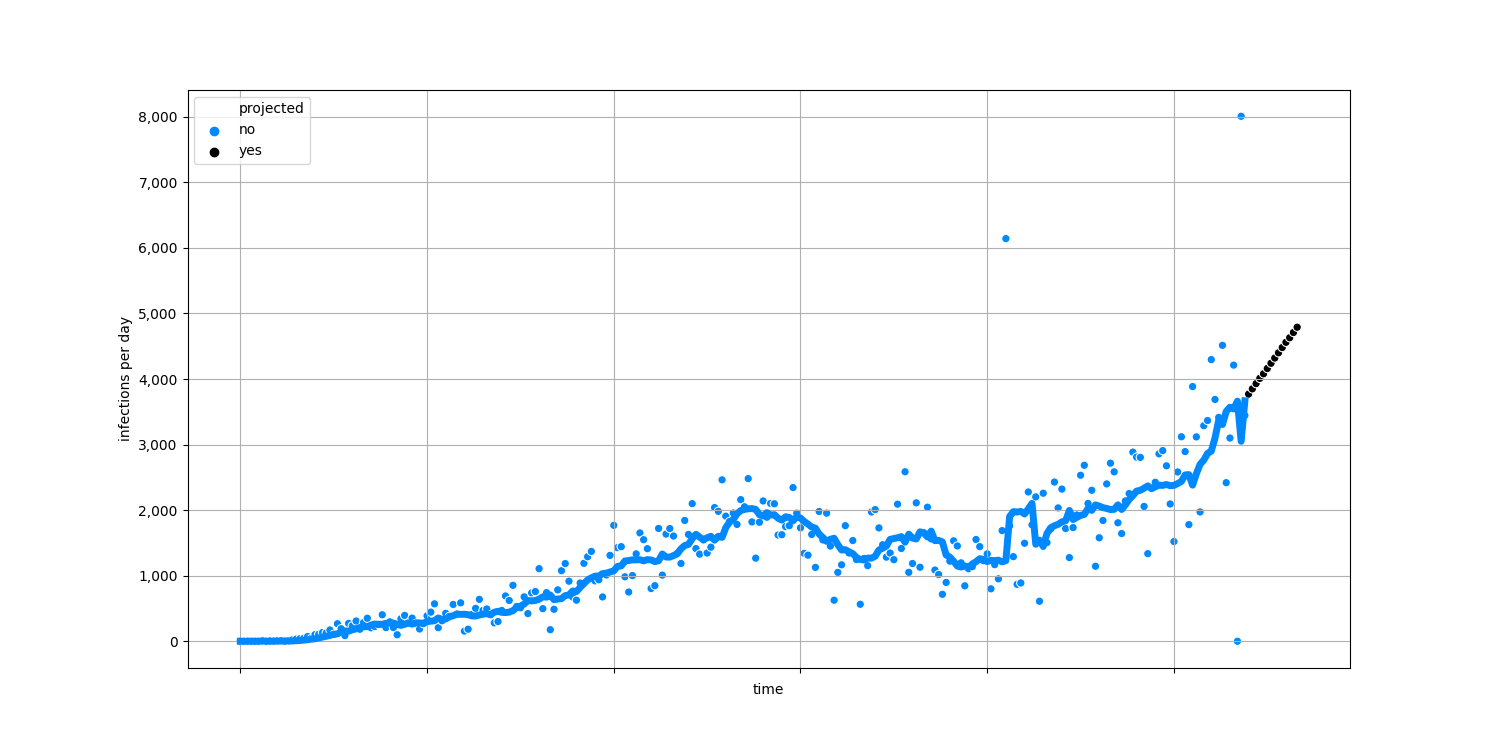 projected
no
yes
8,000
7,000
6,000
5,000
4,000
3,000
2,000
1,000
0
infections per day
time